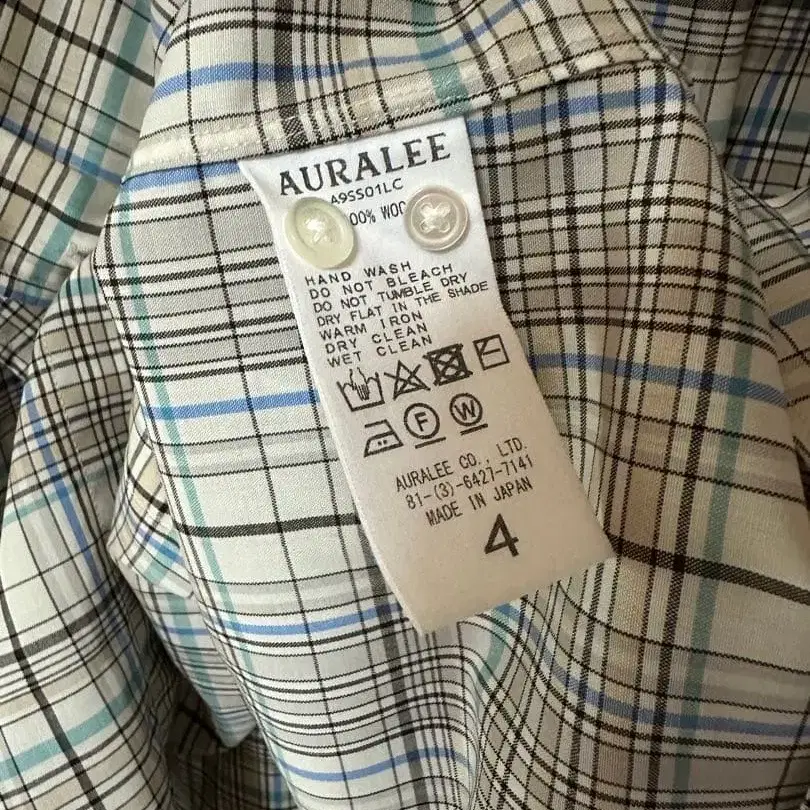 AURALEE
A9SS01LC
00% WO
HAND WASH
DO NOT BLEACH
DO NOT TUMBLE DRY
DRY FLAT IN THE SHADE
WARM IRON
DRY CLEAN
WET CLEAN
F W
AURALEE CO., LTD.
81-(3)-6427-7141
MADE IN JAPAN
4